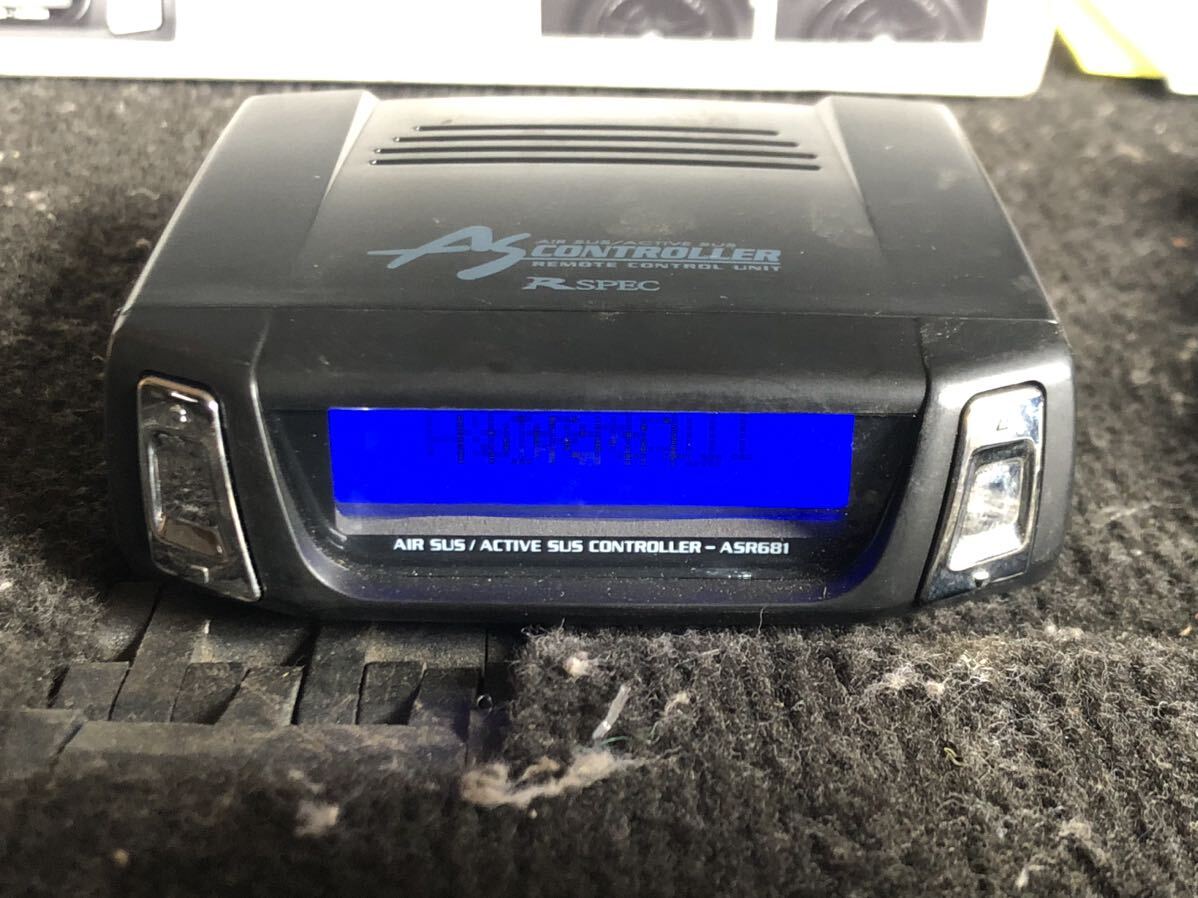 AS AIR SUS/ACTIVE SUS
CONTROLLER
REMOTE CONTROL UNIT
R SPEC
AIR SUS / ACTIVE SUS CONTROLLER – ASR681